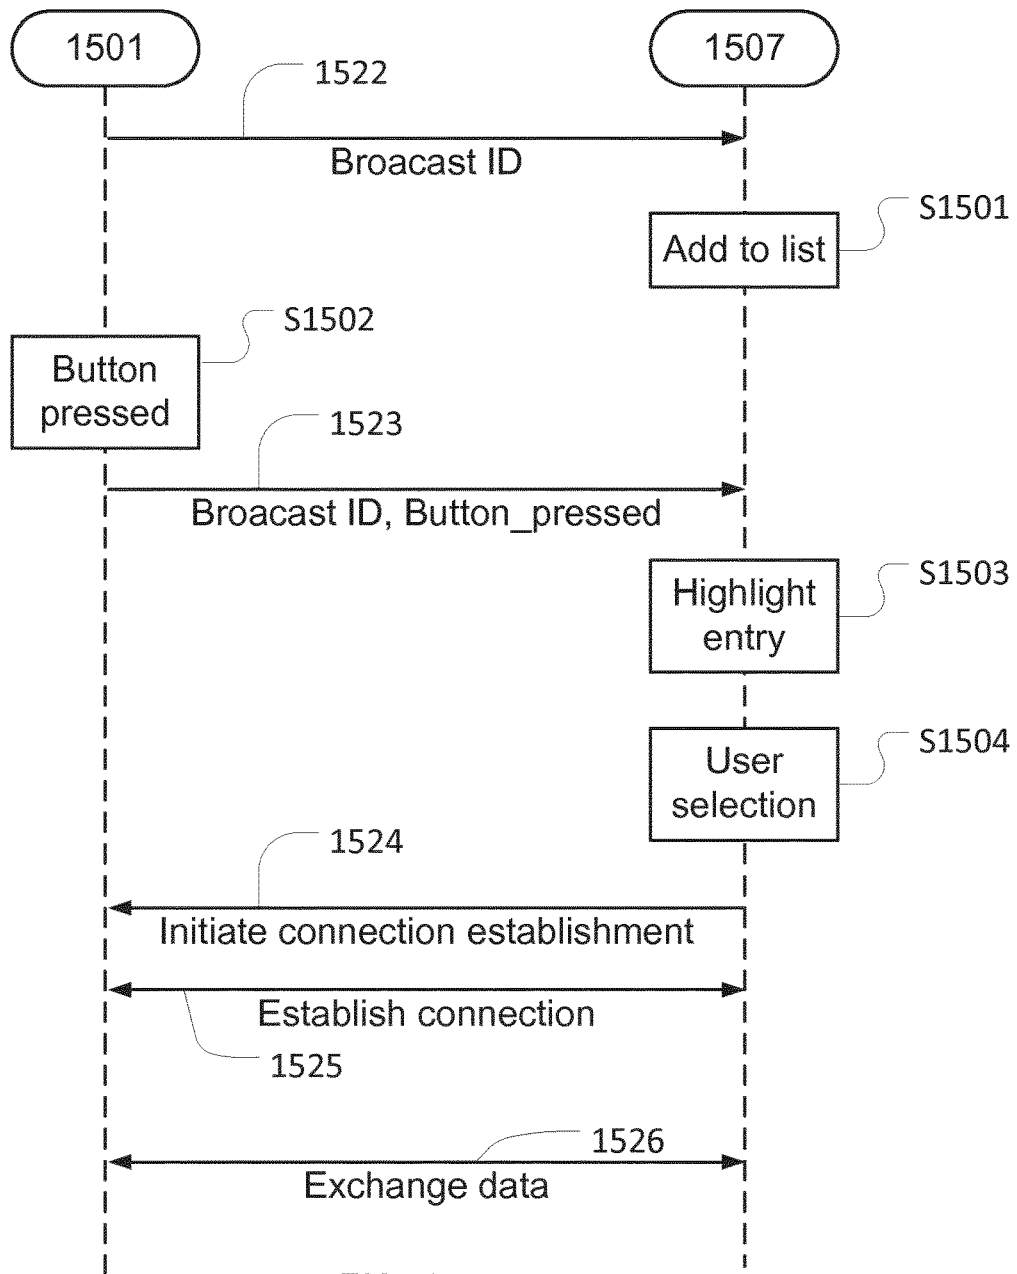 1501
1507
1522
Broacast ID
S1501
Add to list
S1502
Button
pressed
1523
Broacast ID, Button_pressed
S1503
Highlight
entry
S1504
User
selection
1524
Initiate connection establishment
Establish connection
1525
1526
Exchange data